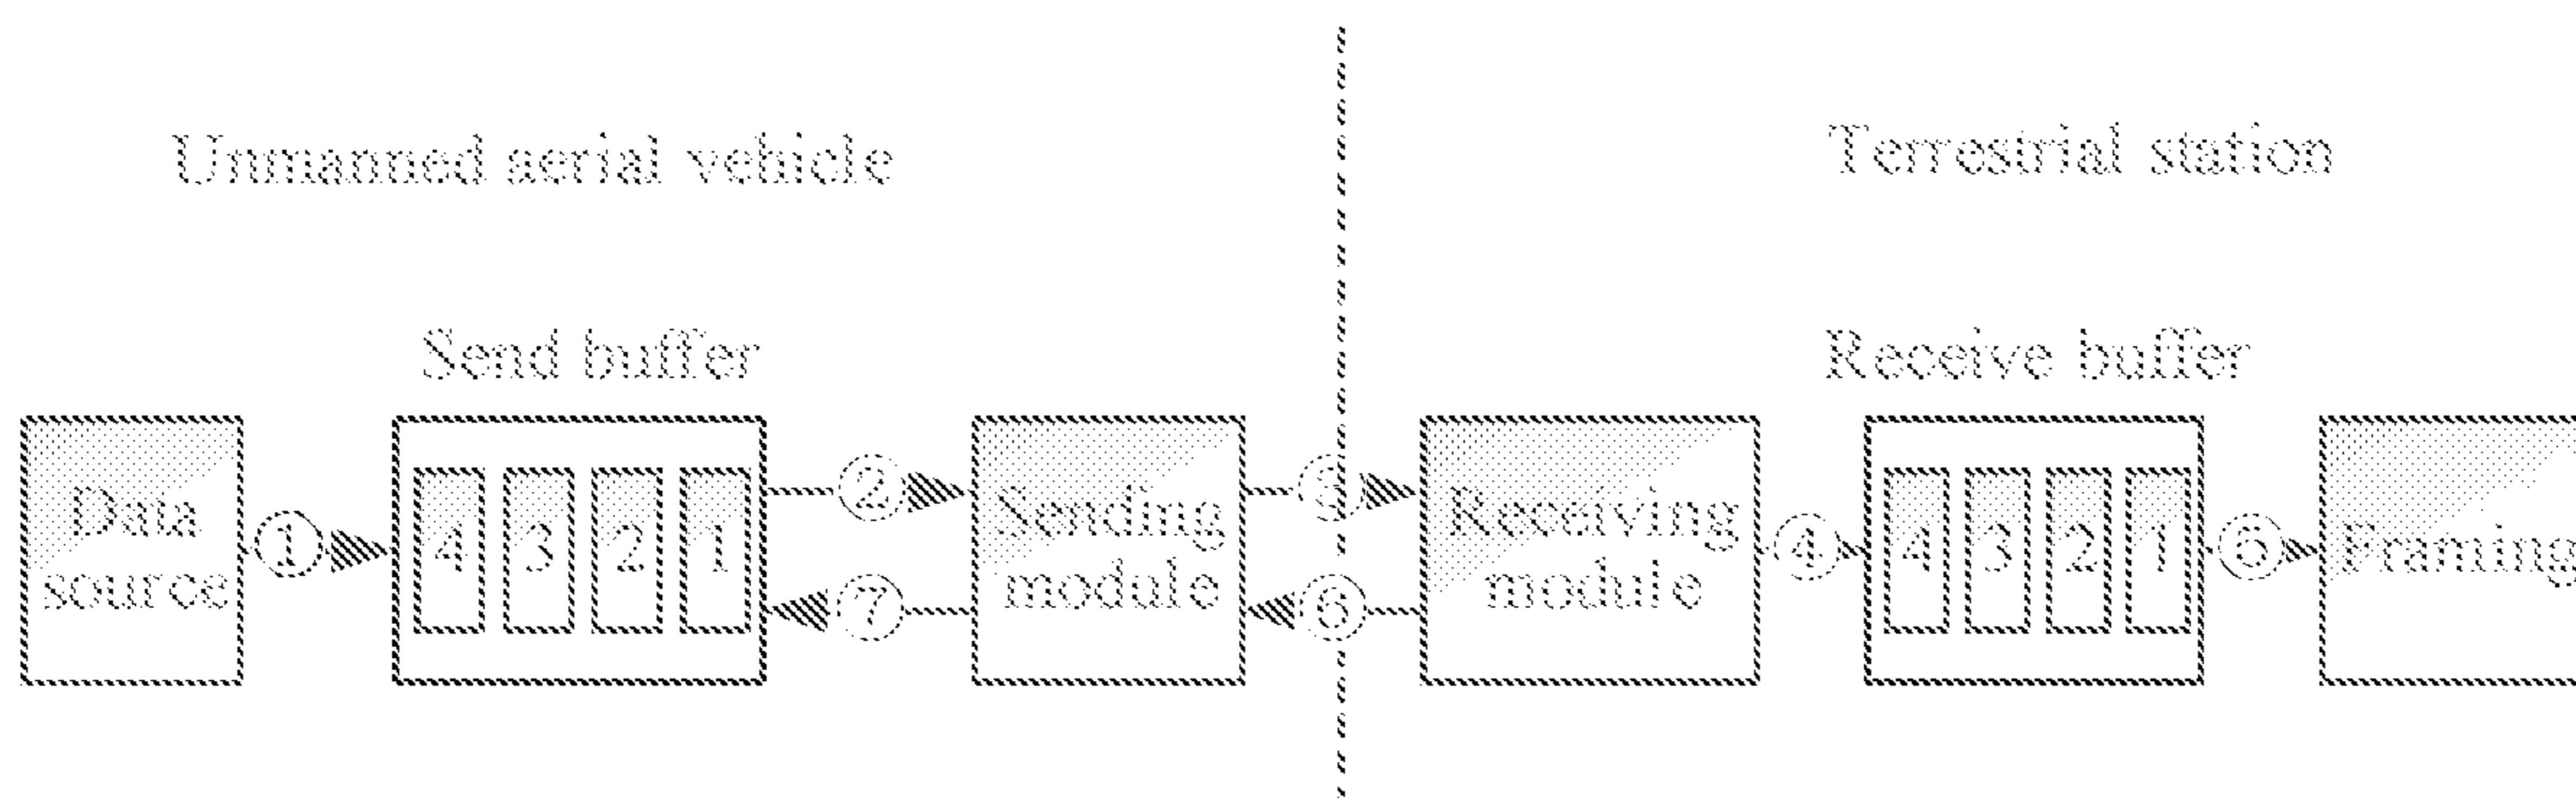 Unmanned aerial vehicle
Terrestrial station
Send buffer
Receive buffer
Data
source
①
4 3 2 1
②
⑦
Sending
module
③
⑥
Receiving
module
④
4 3 2 1
⑤
Framing